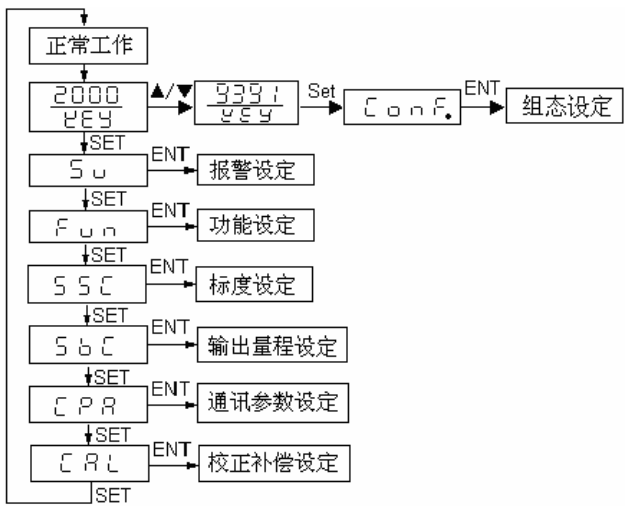 正常工作
2000 ▲/▼ 9391 Set Conf. ENT 组态设定
KEY KEY
SET
Su ENT 报警设定
SET
Fun ENT 功能设定
SET
SSC ENT 标度设定
SET
SbC ENT 输出量程设定
SET
CPA ENT 通讯参数设定
SET
CAL ENT 校正补偿设定
SET